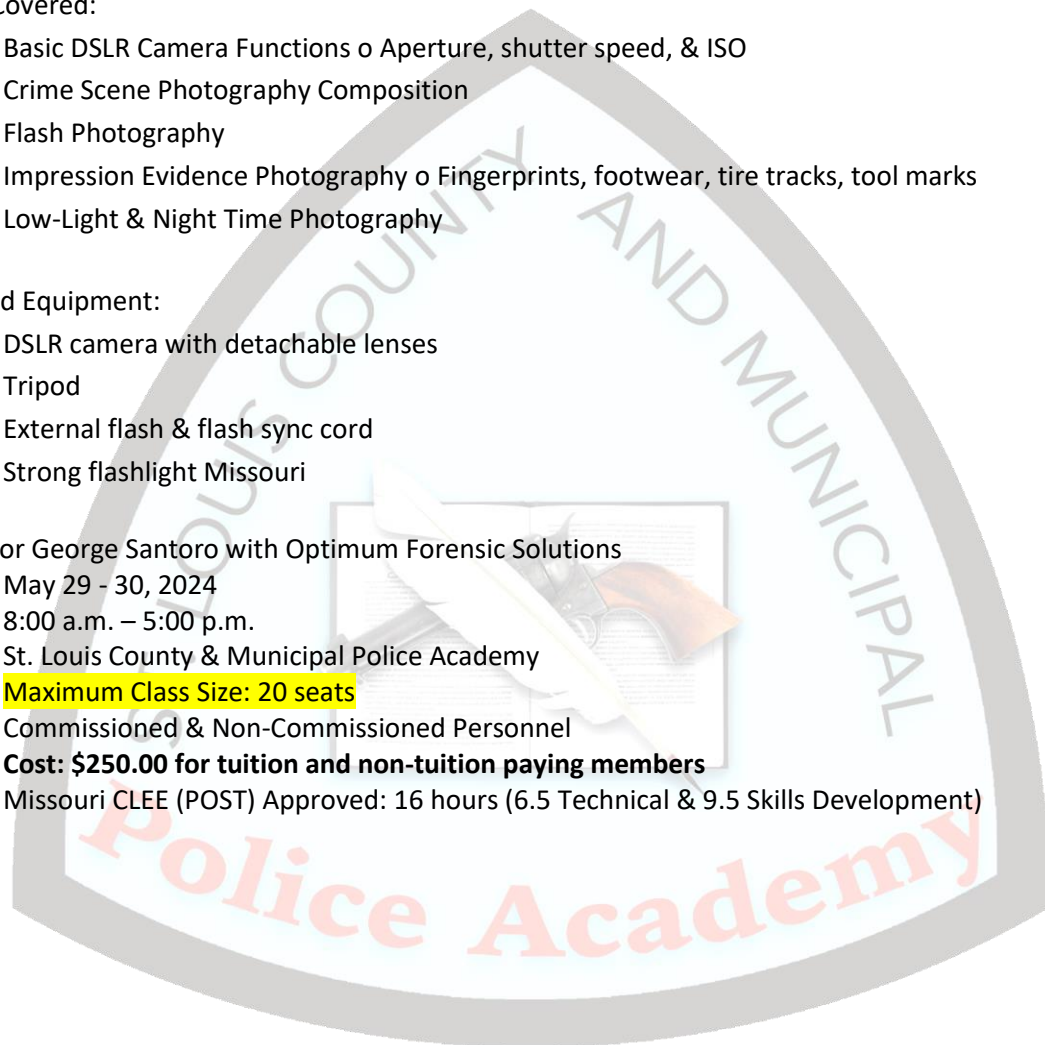 Covered:
Basic DSLR Camera Functions o Aperture, shutter speed, & ISO
Crime Scene Photography Composition
Flash Photography
Impression Evidence Photography o Fingerprints, footwear, tire tracks, tool marks
Low-Light & Night Time Photography
d Equipment:
DSLR camera with detachable lenses
Tripod
External flash & flash sync cord
Strong flashlight Missouri
or George Santoro with Optimum Forensic Solutions
May 29 - 30, 2024
8:00 a.m. – 5:00 p.m.
St. Louis County & Municipal Police Academy
Maximum Class Size: 20 seats
Commissioned & Non-Commissioned Personnel
Cost: $250.00 for tuition and non-tuition paying members
Missouri CLEE (POST) Approved: 16 hours (6.5 Technical & 9.5 Skills Development)
ST. LOUIS COUNTY AND MUNICIPAL
Police Academy